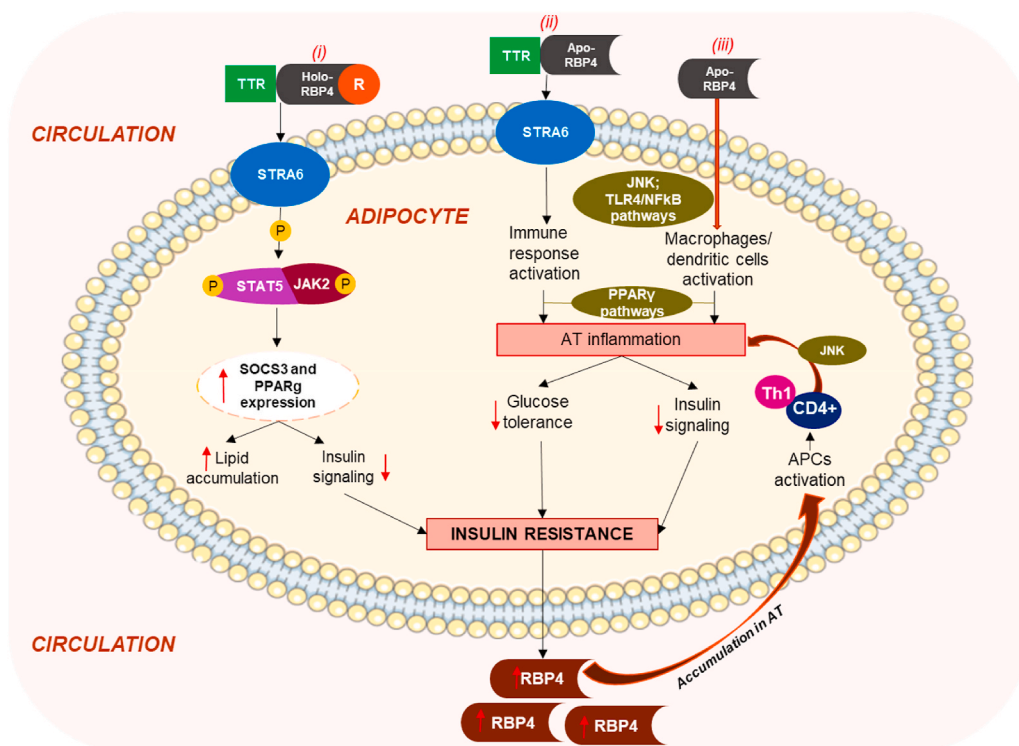 (i)
TTR
Holo-
RBP4
R
(ii)
TTR
Apo-
RBP4
(iii)
Apo-
RBP4
CIRCULATION
STRA6
STRA6
ADIPOCYTE
JNK;
TLR4/NFkB
pathways
P
P
STAT5
JAK2
P
Immune
response
activation
Macrophages/
dendritic cells
activation
PPARγ
pathways
AT inflammation
JNK
SOCS3 and
PPARg
expression
Th1
CD4+
Glucose
tolerance
Insulin
signaling
Lipid
accumulation
Insulin
signaling
APCs
activation
INSULIN RESISTANCE
CIRCULATION
Accumulation in AT
RBP4
RBP4
RBP4